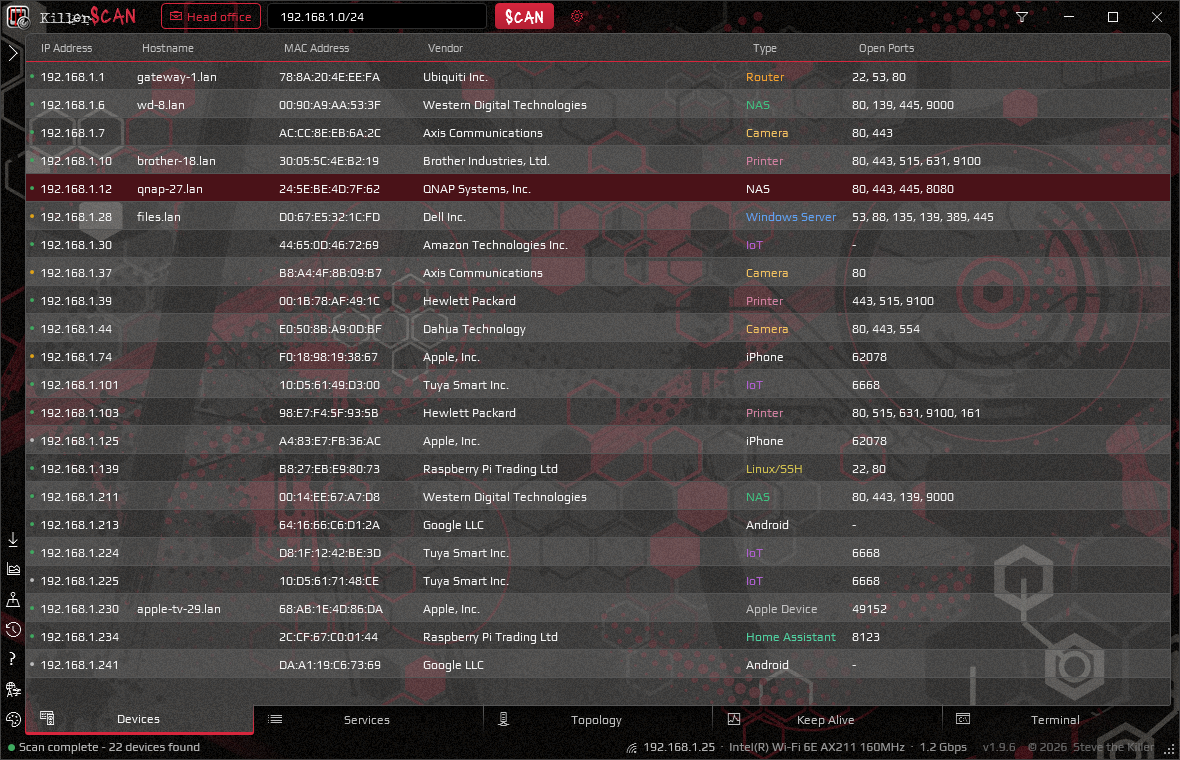 KillerSCAN Head office 192.168.1.0/24 SCAN
IP Address Hostname MAC Address Vendor Type Open Ports
192.168.1.1 gateway-1.lan 78:8A:20:4E:EE:FA Ubiquiti Inc. Router 22, 53, 80
192.168.1.6 wd-8.lan 00:90:A9:AA:53:3F Western Digital Technologies NAS 80, 139, 445, 9000
192.168.1.7 AC:CC:8E:EB:6A:2C Axis Communications Camera 80, 443
192.168.1.10 brother-18.lan 30:05:5C:4E:B2:19 Brother Industries, Ltd. Printer 80, 443, 515, 631, 9100
192.168.1.12 qnap-27.lan 24:5E:BE:4D:7F:62 QNAP Systems, Inc. NAS 80, 443, 445, 8080
192.168.1.28 files.lan D0:67:E5:32:1C:FD Dell Inc. Windows Server 53, 88, 135, 139, 389, 445
192.168.1.30 44:65:0D:46:72:69 Amazon Technologies Inc. IoT -
192.168.1.37 B8:A4:4F:8B:09:B7 Axis Communications Camera 80
192.168.1.39 00:1B:78:AF:49:1C Hewlett Packard Printer 443, 515, 9100
192.168.1.44 E0:50:8B:A9:0D:BF Dahua Technology Camera 80, 443, 554
192.168.1.74 F0:18:98:19:38:67 Apple, Inc. iPhone 62078
192.168.1.101 10:D5:61:49:D3:00 Tuya Smart Inc. IoT 6668
192.168.1.103 98:E7:F4:5F:93:5B Hewlett Packard Printer 80, 515, 631, 9100, 161
192.168.1.125 A4:83:E7:FB:36:AC Apple, Inc. iPhone 62078
192.168.1.139 B8:27:EB:E9:80:73 Raspberry Pi Trading Ltd Linux/SSH 22, 80
192.168.1.211 00:14:EE:67:A7:D8 Western Digital Technologies NAS 80, 443, 139, 9000
192.168.1.213 64:16:66:C6:D1:2A Google LLC Android -
192.168.1.224 D8:1F:12:42:BE:3D Tuya Smart Inc. IoT 6668
192.168.1.225 10:D5:61:71:48:CE Tuya Smart Inc. IoT 6668
192.168.1.230 apple-tv-29.lan 68:AB:1E:4D:86:DA Apple, Inc. Apple Device 49152
192.168.1.234 2C:CF:67:C0:01:44 Raspberry Pi Trading Ltd Home Assistant 8123
192.168.1.241 DA:A1:19:C6:73:69 Google LLC Android -
Devices Services Topology Keep Alive Terminal
Scan complete - 22 devices found 192.168.1.25 · Intel(R) Wi-Fi 6E AX211 160MHz · 1.2 Gbps v1.9.6 © 2026 Steve the Killer